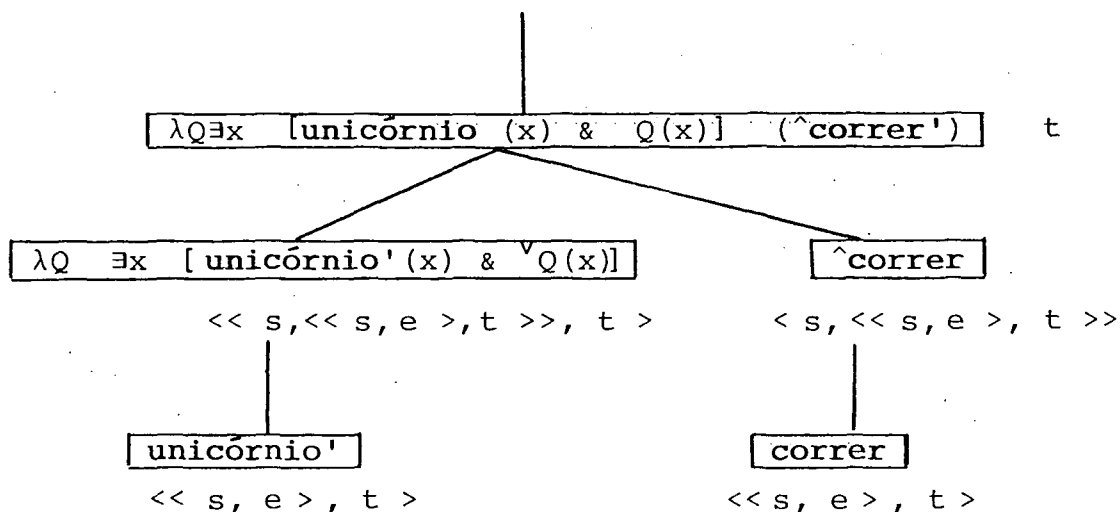 λQ∃x [unicórnio (x) & Q(x)] (^correr') t
λQ ∃x [unicórnio'(x) & ˅Q(x)] ^correr
<< s,<< s,e >,t >>, t > < s,<< s,e >, t >>
unicórnio' correr
<< s, e >, t > << s, e >, t >